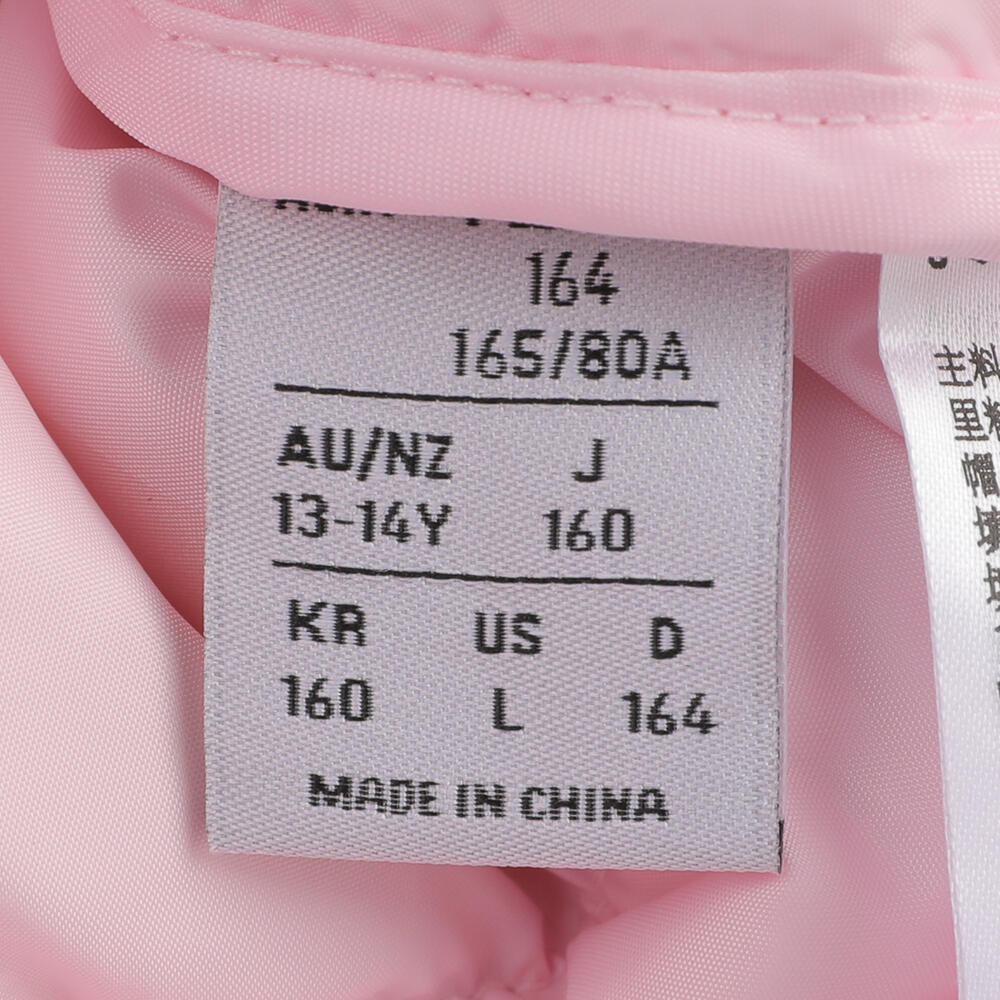 164
165/80A
AU/NZ J
13-14Y 160
KR US D
160 L 164
MADE IN CHINA
主料
里料